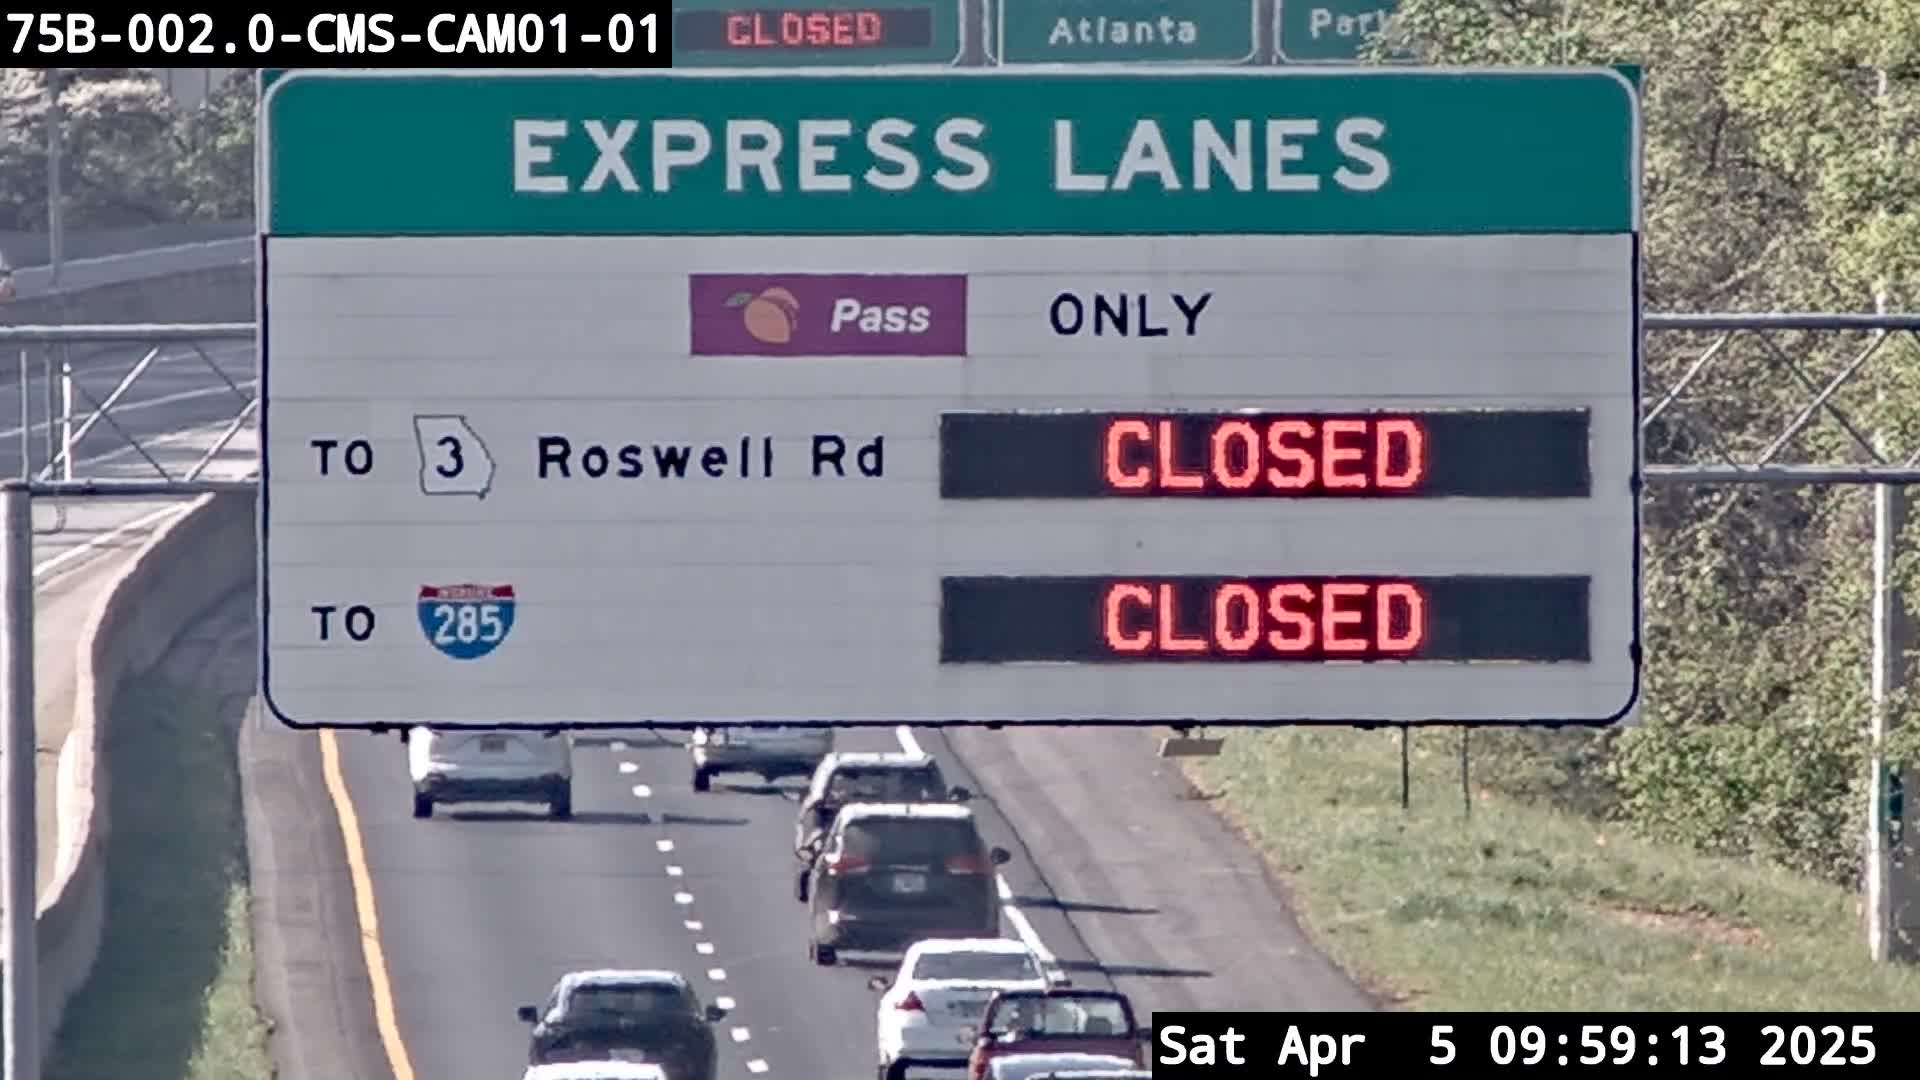 75B-002.0-CMS-CAM01-01
CLOSED
Atlanta
EXPRESS LANES
Pass ONLY
TO 3 Roswell Rd CLOSED
TO 285 CLOSED
Sat Apr 5 09:59:13 2025